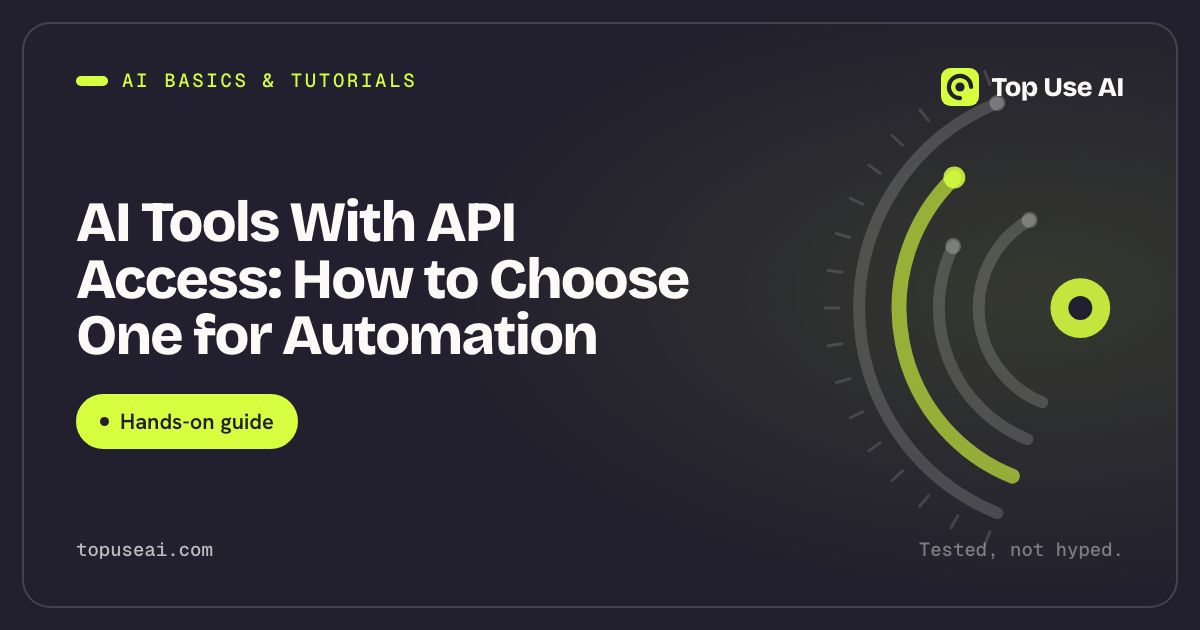 AI BASICS & TUTORIALS
Top Use AI
AI Tools With API
Access: How to Choose
One for Automation
Hands-on guide
topuseai.com
Tested, not hyped.